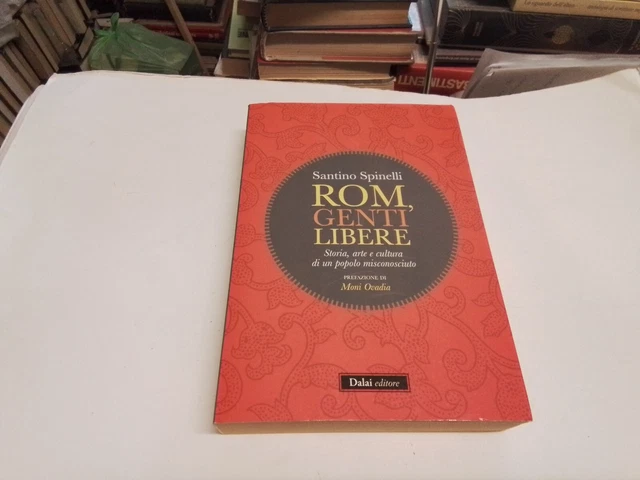 Santino Spinelli
ROM,
GENTI
LIBERE
Storia, arte e cultura
di un popolo misconosciuto
PREFAZIONE DI
Moni Ovadia
Dalai editore